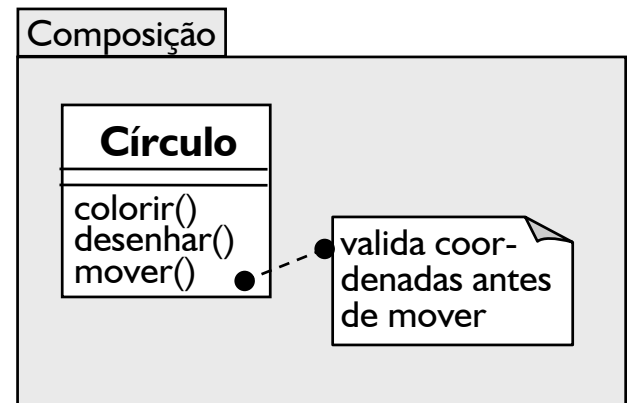 Composição
Círculo
colorir()
desenhar()
mover()
valida coor-
denadas antes
de mover